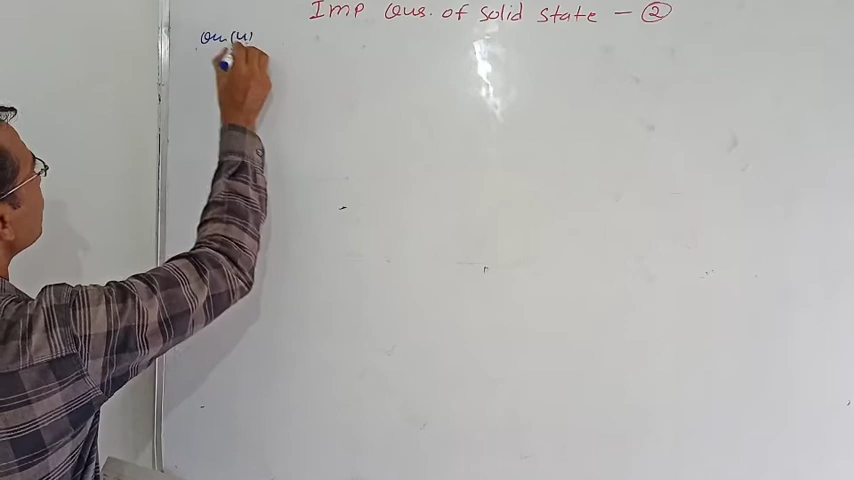 Imp Qus. of solid state - ②
Qu(4)